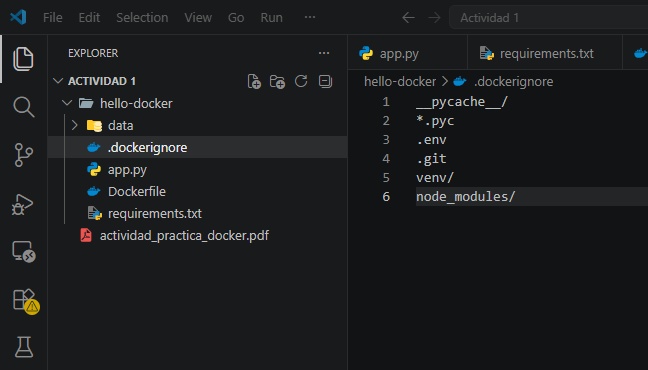 File Edit Selection View Go Run ··· Actividad 1
EXPLORER ···
ACTIVIDAD 1
hello-docker
data
.dockerignore
app.py
Dockerfile
requirements.txt
actividad_practica_docker.pdf
app.py requirements.txt
hello-docker > .dockerignore
1 __pycache__/
2 *.pyc
3 .env
4 .git
5 venv/
6 node_modules/